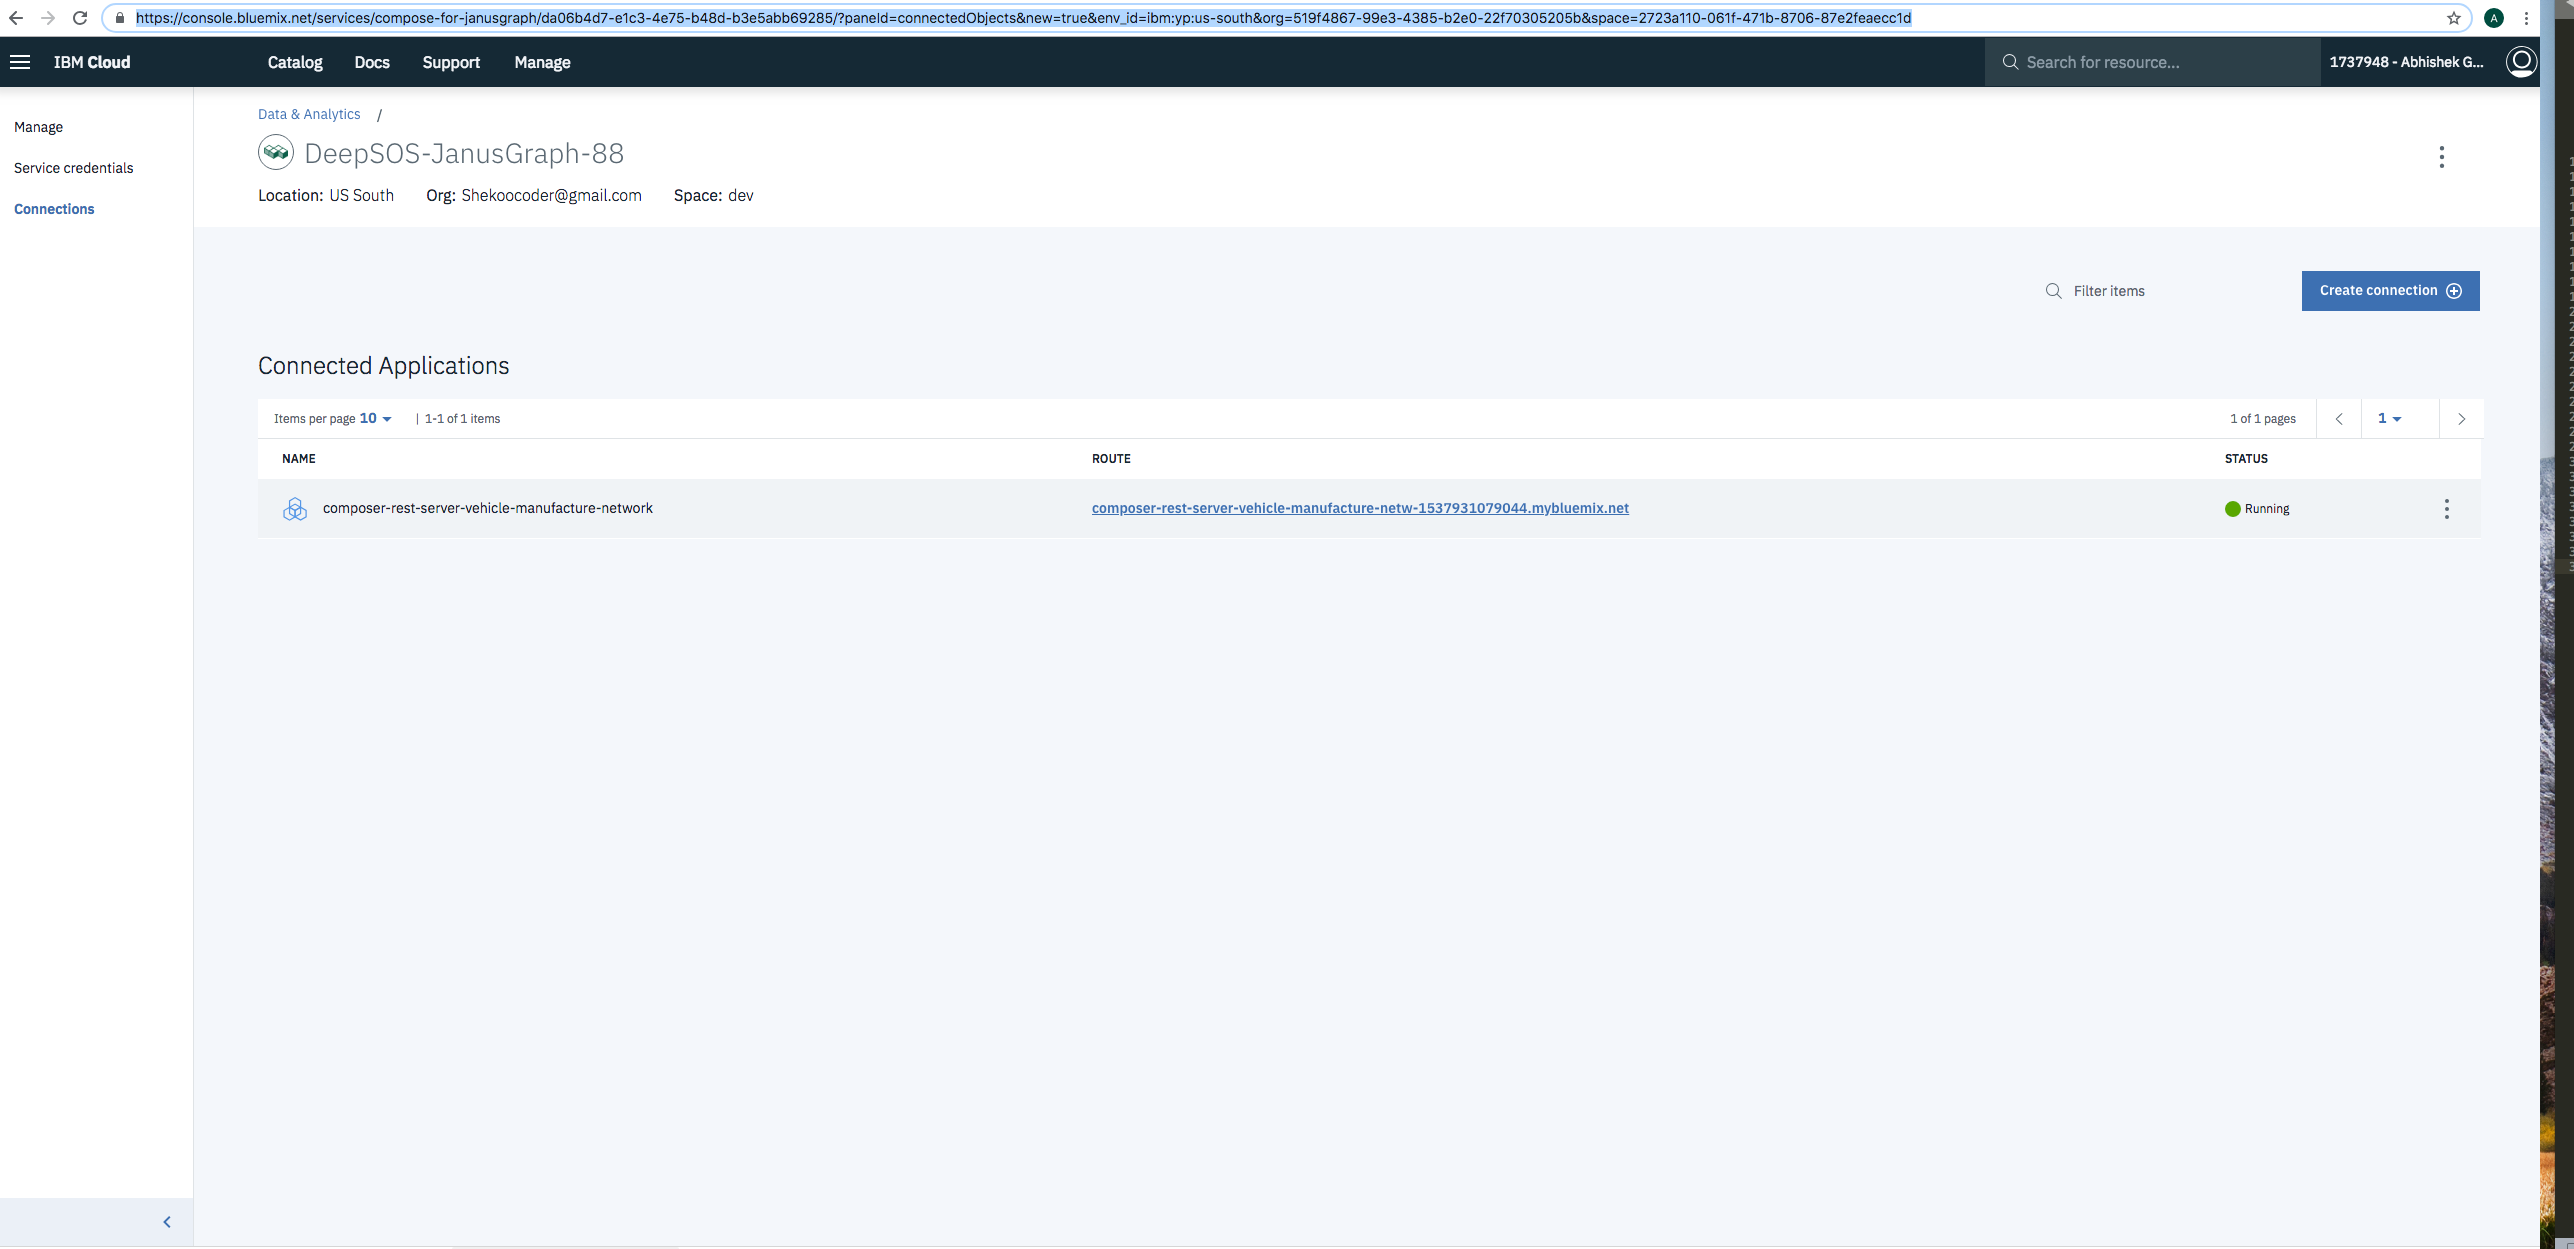 https://console.bluemix.net/services/compose-for-janusgraph/da06b4d7-e1c3-4e75-b48d-b3e5abb69285/?paneId=connectedObjects&new=true&env_id=ibm:yp:us-south&org=519f4867-99e3-4385-b2e0-22f70305205b&space=2723a110-061f-471b-8706-87e2feaecc1d
A
IBM Cloud Catalog Docs Support Manage Search for resource... 1737948 - Abhishek G...
Manage
Service credentials
Connections
Data & Analytics /
DeepSOS-JanusGraph-88
Location: US South Org: Shekoocoder@gmail.com Space: dev
Filter items Create connection
Connected Applications
Items per page 10 | 1-1 of 1 items 1 of 1 pages 1
NAME ROUTE STATUS
composer-rest-server-vehicle-manufacture-network composer-rest-server-vehicle-manufacture-netw-1537931079044.mybluemix.net Running